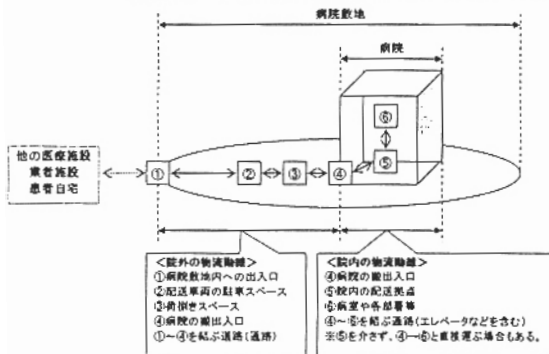 病院敷地
病院
⑥
⑤
他の医療施設
業者施設
患者自宅
①
②
③
④
＜院外の物流動線＞
①病院敷地内への出入口
②配送車両の駐車スペース
③荷捌きスペース
④病院の搬出入口
①～④を結ぶ道路(通路)
＜院内の物流動線＞
④病院の搬出入口
⑤院内の配送拠点
⑥病室や各部署等
④～⑥を結ぶ通路(エレベータなどを含む)
※⑤を介さず、④→⑥と直接運ぶ場合もある。